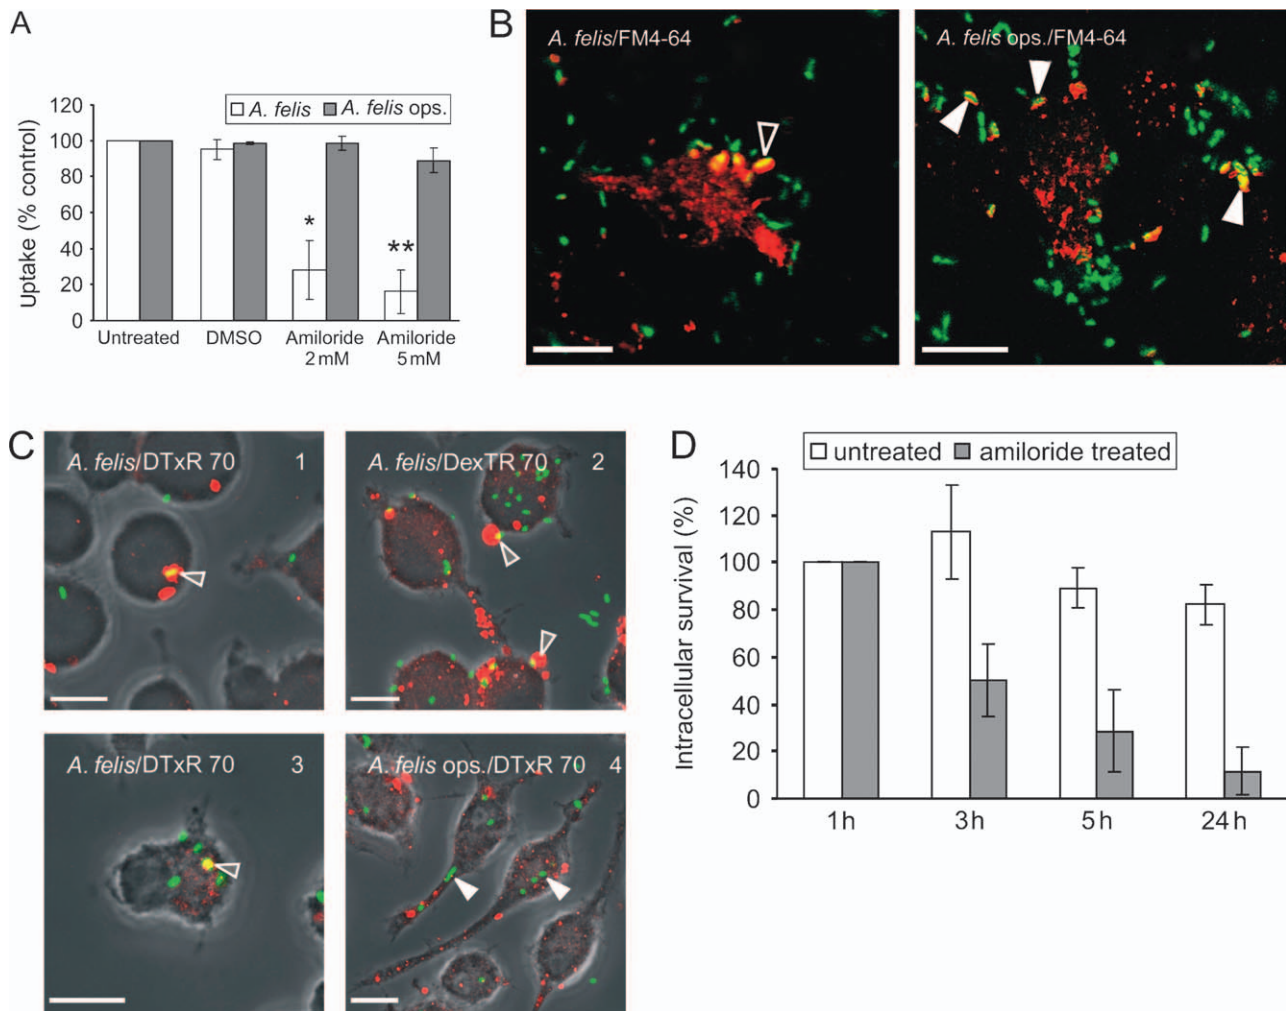 A
A. felis
A. felis ops.
Uptake (% control)
120
100
80
60
40
20
0
*
**
Untreated
DMSO
Amiloride
2 mM
Amiloride
5 mM
B
A. felis/FM4-64
A. felis ops./FM4-64
C
A. felis/DTxR 70
1
A. felis/DexTR 70
2
A. felis/DTxR 70
3
A. felis ops./DTxR 70
4
D
untreated
amiloride treated
Intracellular survival (%)
140
120
100
80
60
40
20
0
1 h
3 h
5 h
24 h